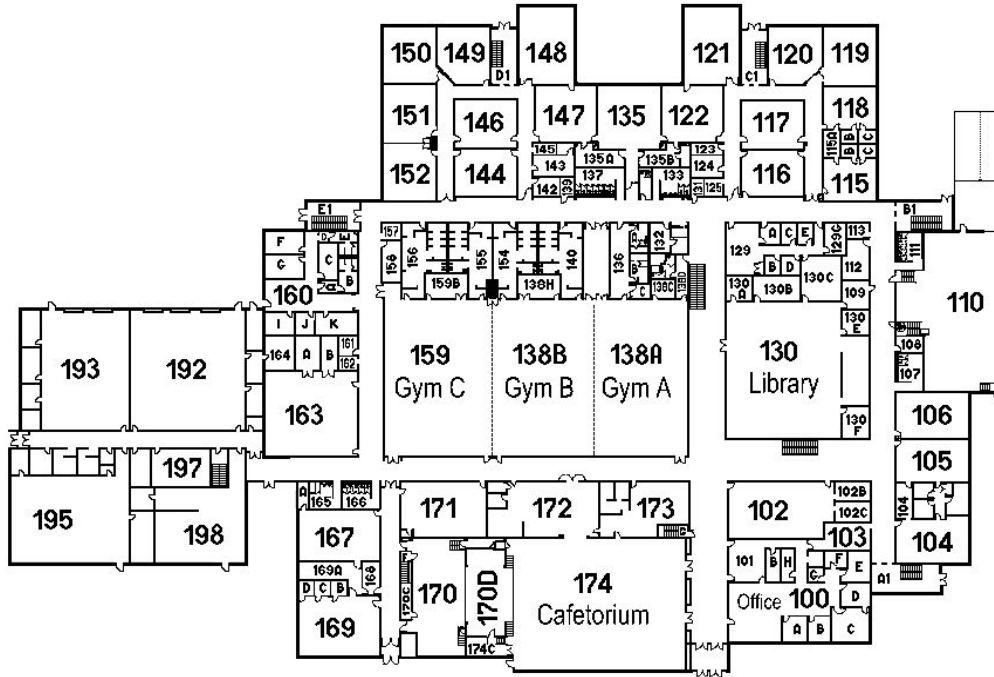 150 149 D1 148 121 C1 120 119
151 146 147 135 122 117 118
115A B C
B C
152 144 145 143 142 139 135A 137 135B 133 123 124 131 125 116 115
E1 B1
F G 160 D E C A B
157 158 156 155 154 140 136 132 159B 138H C 138C 138D
129 A C E 129C 113 111
B D 130C 112
130A 130B 109
110
I J K
164 A B 161 162
163
193 192
159 138B 138A 130
Gym C Gym B Gym A Library
130E
130F
108
107
106
105
104
104
195 197 198
A 165 166
167
169A 168
D C B
169
171 172 173
170C 170 170D 174C
174
Cafetorium
102 102B
102C
103
101 B H G F E
Office 100 D
A B C
A1